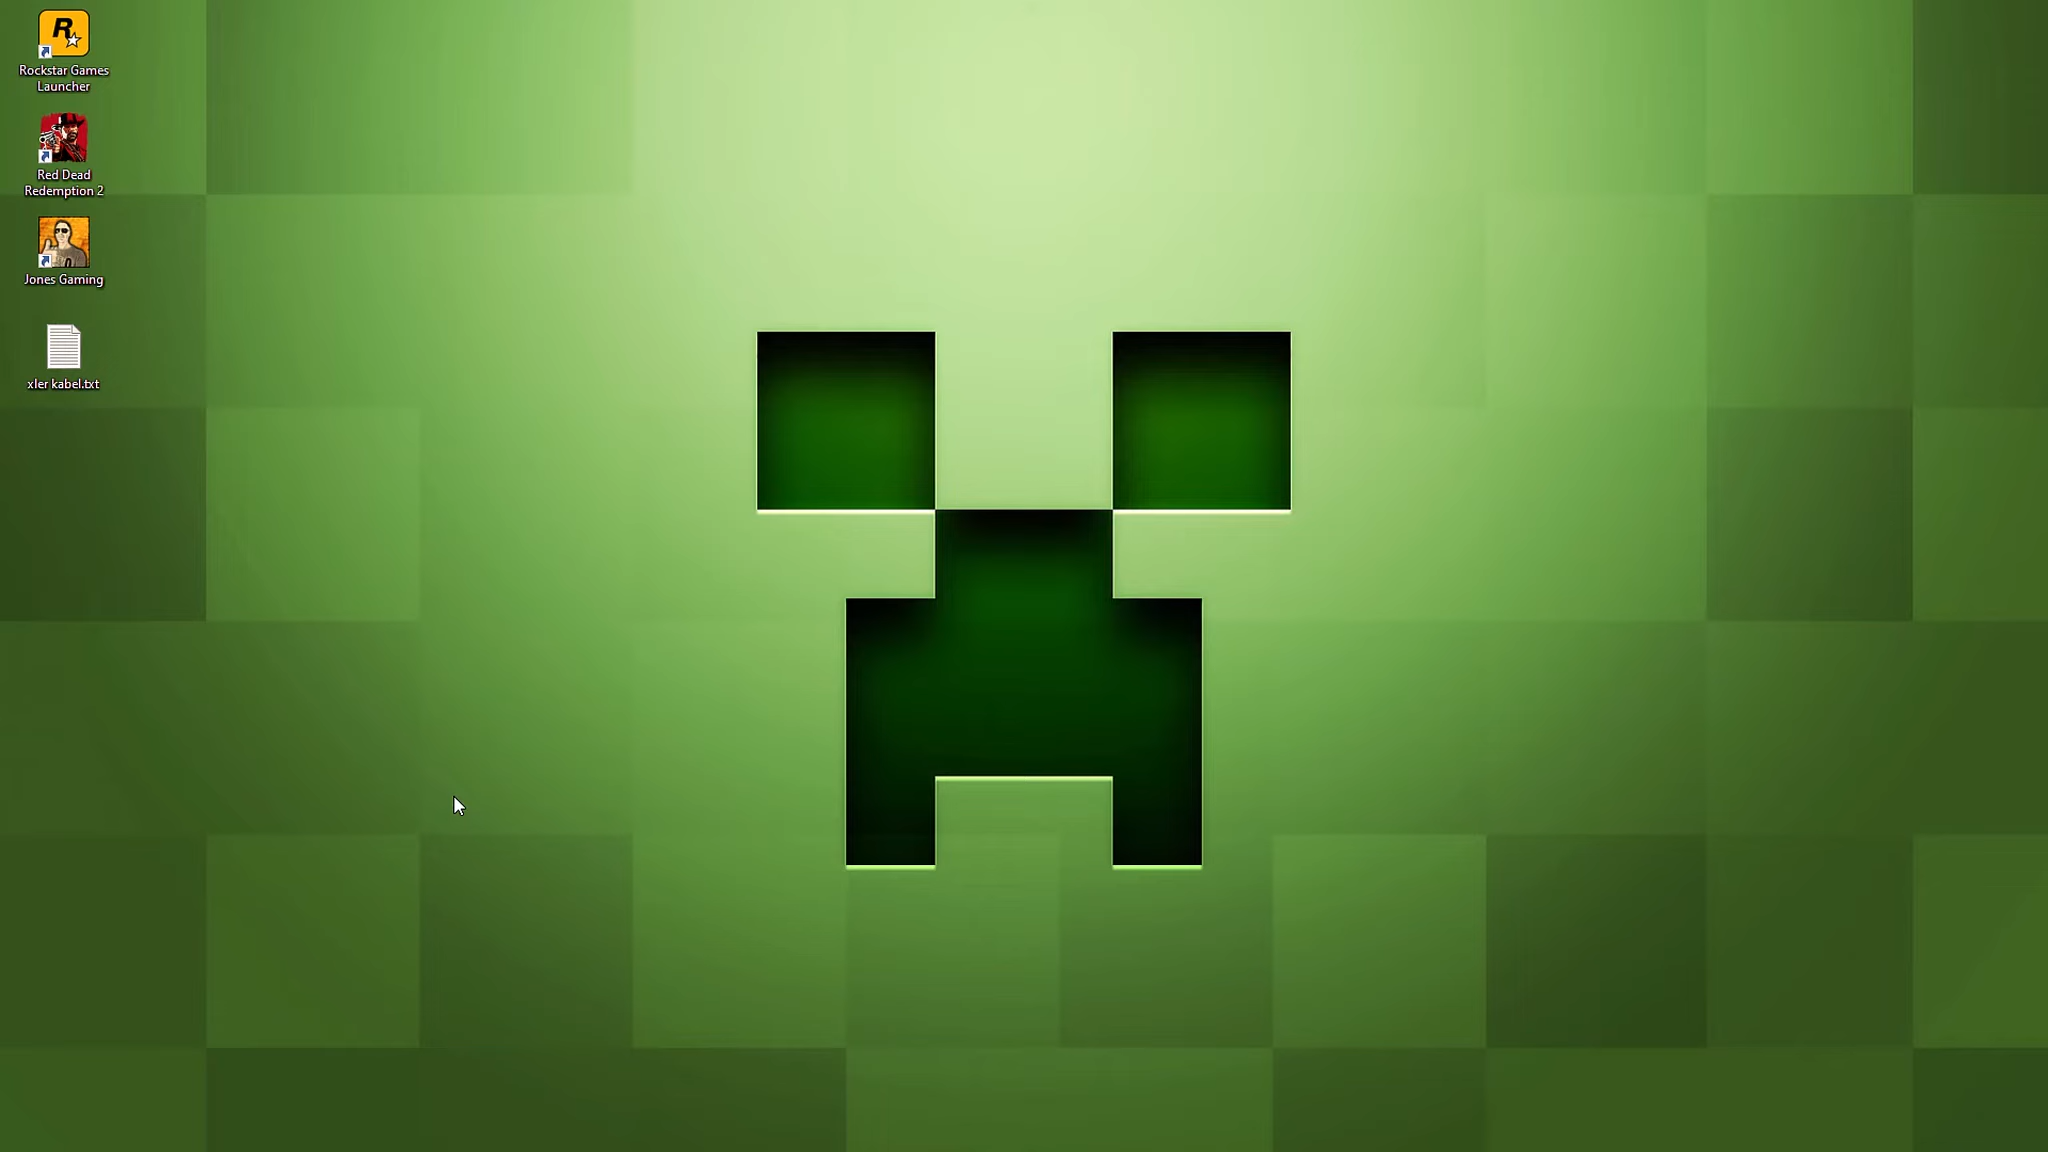 R
Rockstar Games
Launcher
Red Dead
Redemption 2
Jones Gaming
xler kabel.txt